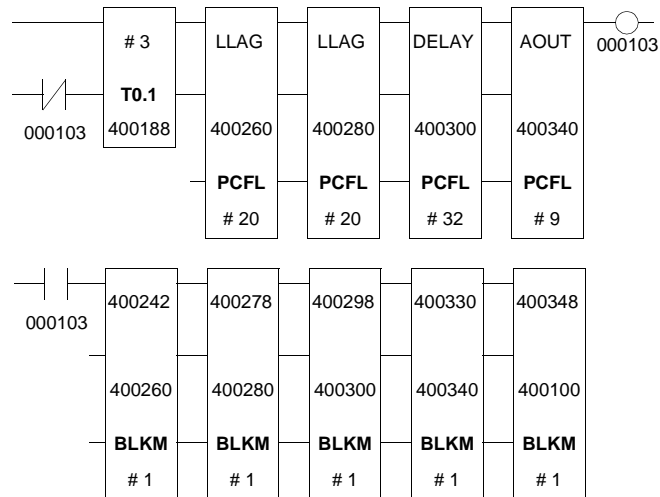 # 3 LLAG LLAG DELAY AOUT 000103
T0.1
000103 400188 400260 400280 400300 400340
PCFL PCFL PCFL PCFL
# 20 # 20 # 32 # 9
400242 400278 400298 400330 400348
000103
400260 400280 400300 400340 400100
BLKM BLKM BLKM BLKM BLKM
# 1 # 1 # 1 # 1 # 1